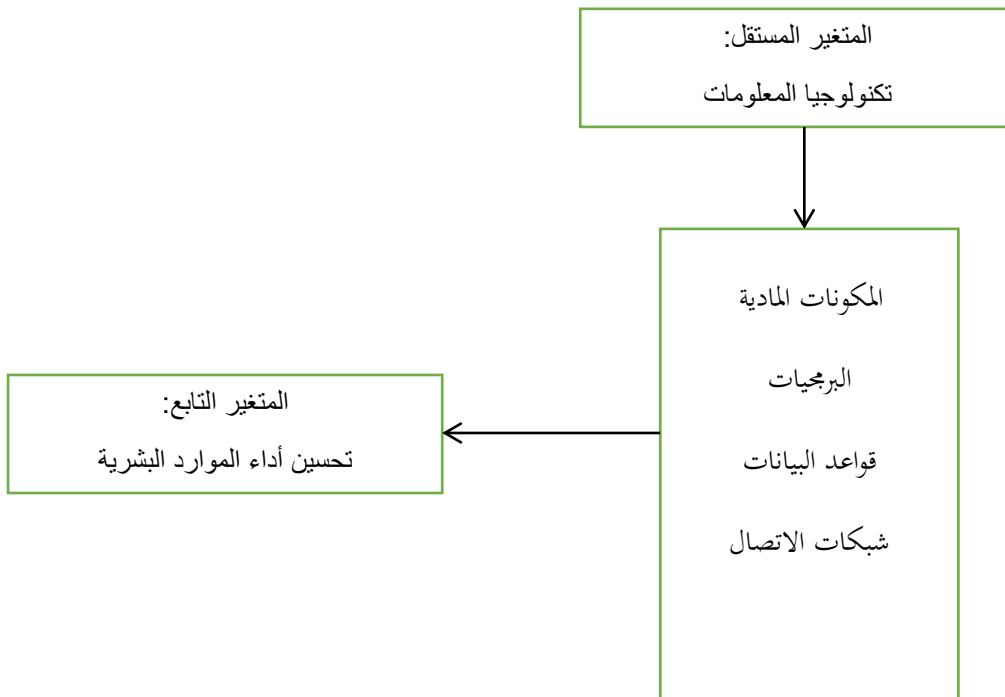 المتغير المستقل:
تكنولوجيا المعلومات
المكونات المادية
البرمجيات
قواعد البيانات
شبكات الاتصال
المتغير التابع:
تحسين أداء الموارد البشرية